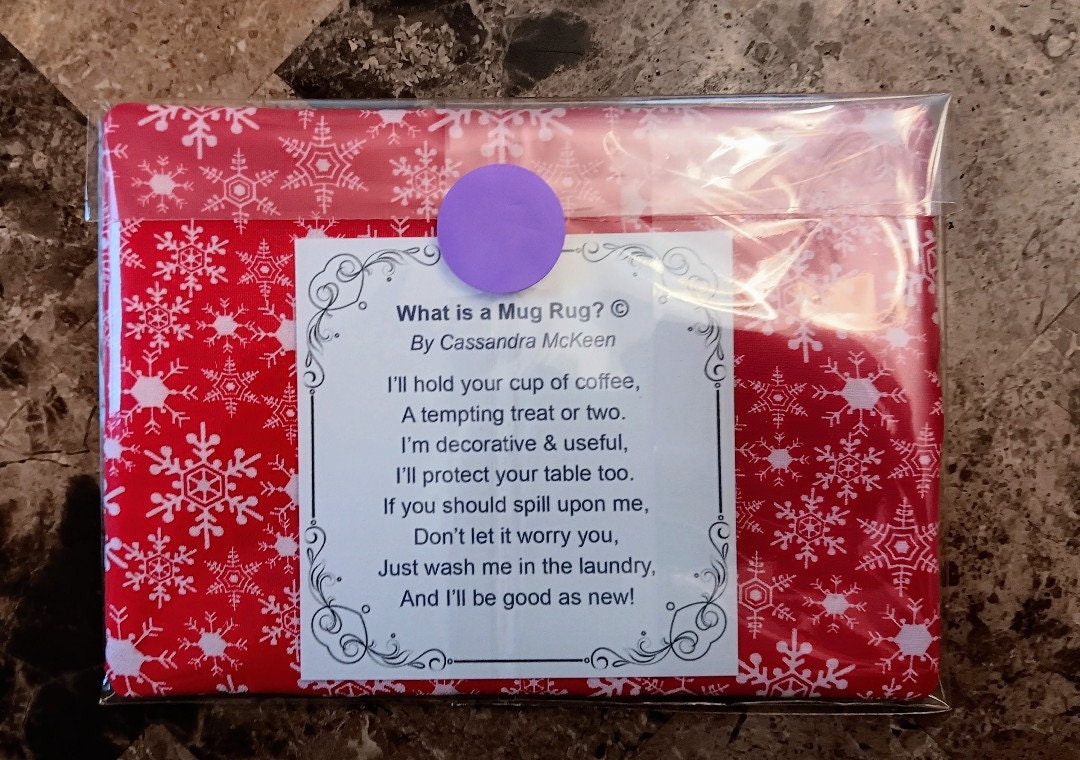 What is a Mug Rug? ©
By Cassandra McKeen
I'll hold your cup of coffee,
A tempting treat or two.
I'm decorative & useful,
I'll protect your table too.
If you should spill upon me,
Don't let it worry you,
Just wash me in the laundry,
And I'll be good as new!